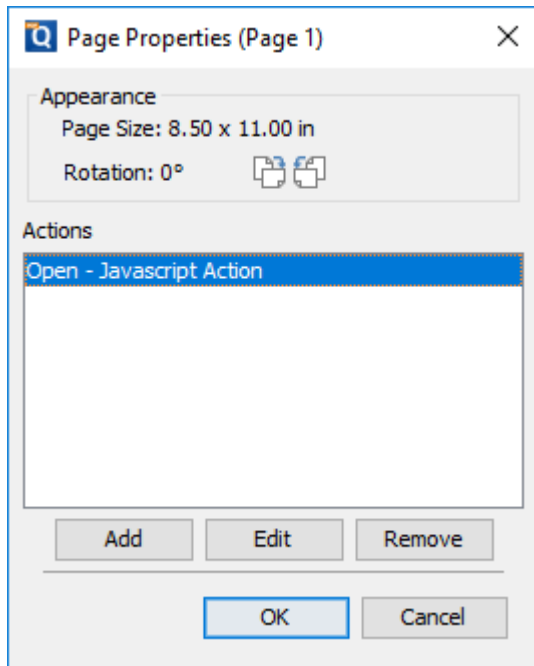 Page Properties (Page 1)
Appearance
Page Size: 8.50 x 11.00 in
Rotation: 0°
Actions
Open - Javascript Action
Add Edit Remove
OK Cancel